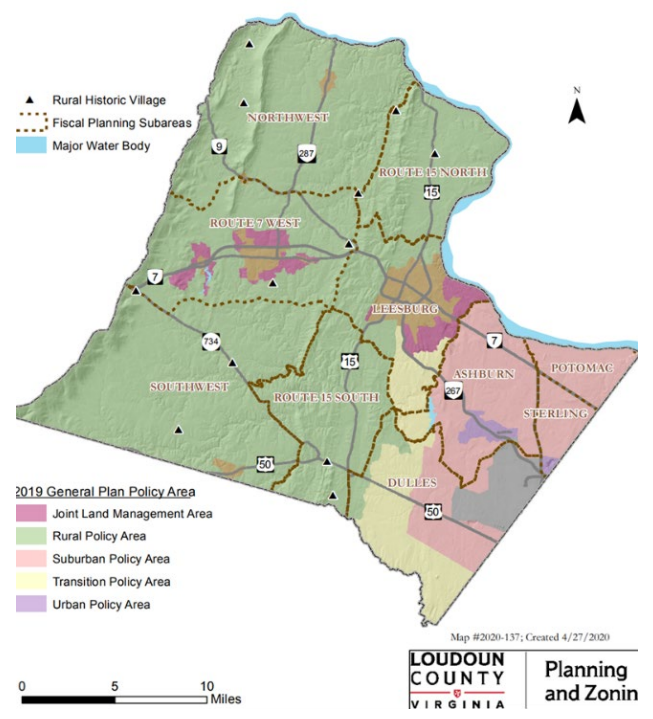 N
Rural Historic Village
Fiscal Planning Subareas
Major Water Body
NORTHWEST
9
287
ROUTE 15 NORTH
15
ROUTE 7 WEST
7
LEESBURG
734
7
15
ASHBURN
POTOMAC
SOUTHWEST
ROUTE 15 SOUTH
267
STERLING
50
DULLES
50
2019 General Plan Policy Area
Joint Land Management Area
Rural Policy Area
Suburban Policy Area
Transition Policy Area
Urban Policy Area
Map #2020-137; Created 4/27/2020
0 5 10
Miles
LOUDOUN
COUNTY
VIRGINIA
Planning
and Zonin